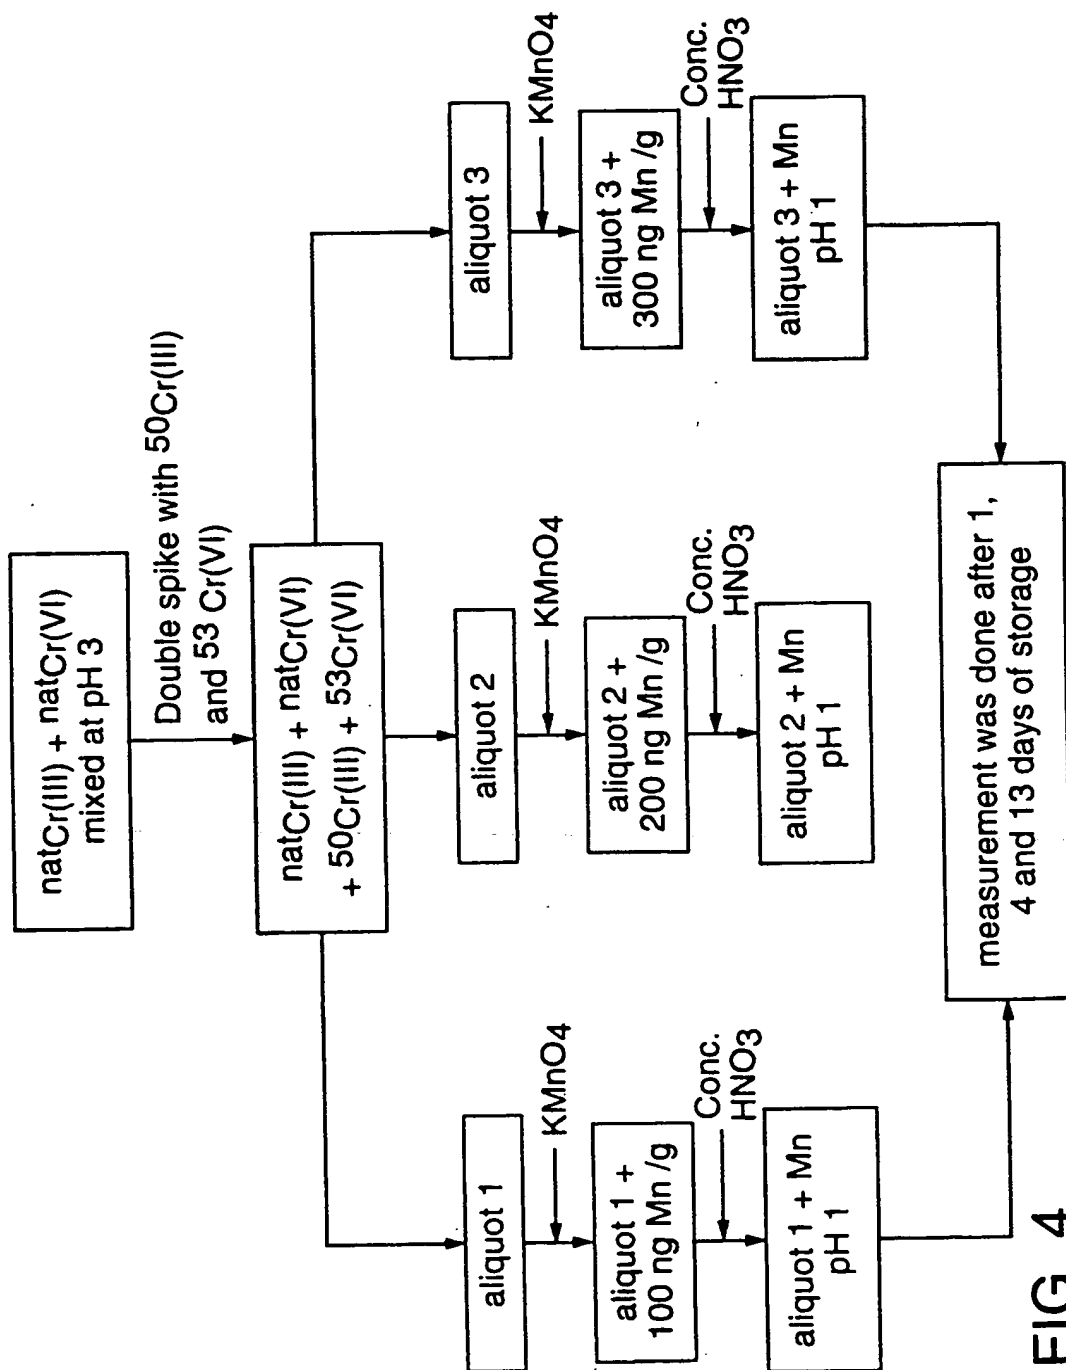 natCr(III) + natCr(VI)
mixed at pH 3
Double spike with 50Cr(III)
and 53 Cr(VI)
natCr(III) + natCr(VI)
+ 50Cr(III) + 53Cr(VI)
aliquot 1
KMnO4
aliquot 1 +
100 ng Mn /g
Conc.
HNO3
aliquot 1 + Mn
pH 1
aliquot 2
KMnO4
aliquot 2 +
200 ng Mn /g
Conc.
HNO3
aliquot 2 + Mn
pH 1
aliquot 3
KMnO4
aliquot 3 +
300 ng Mn /g
Conc.
HNO3
aliquot 3 + Mn
pH 1
measurement was done after 1,
4 and 13 days of storage
FIG_4